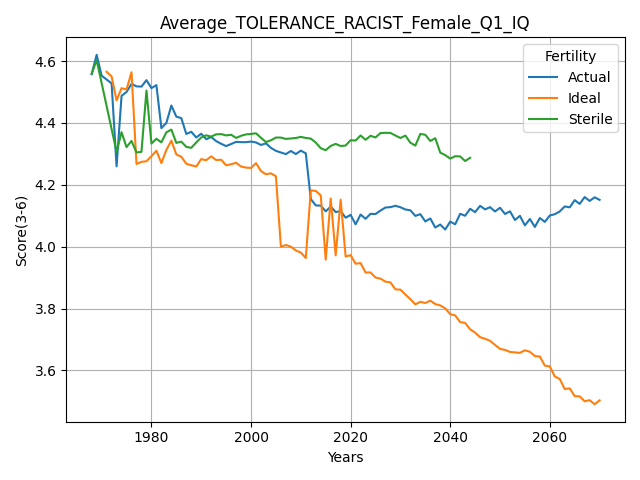 Average_TOLERANCE_RACIST_Female_Q1_IQ
Fertility
Actual
Ideal
Sterile
Score(3-6)
4.6
4.4
4.2
4.0
3.8
3.6
1980
2000
2020
2040
2060
Years